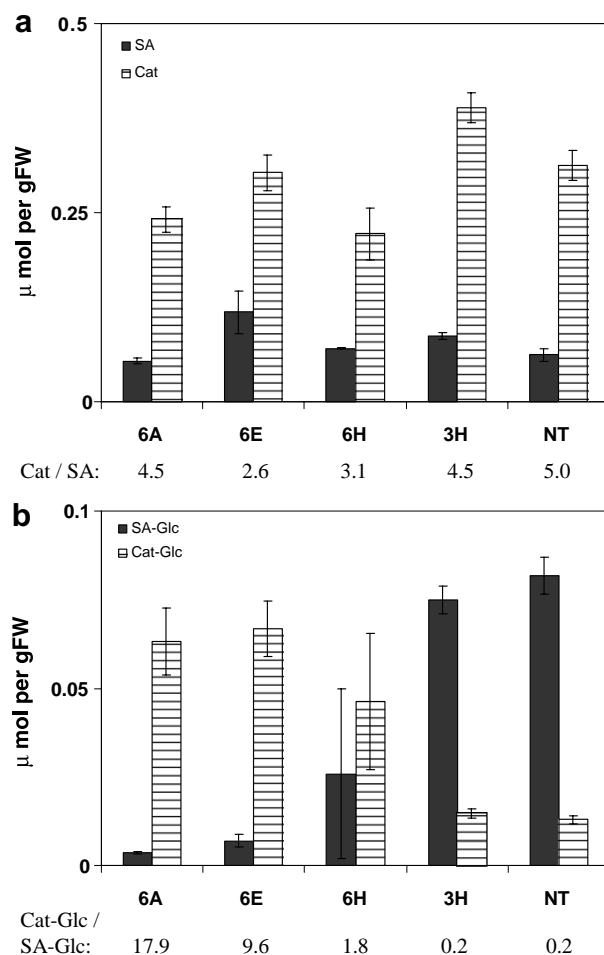 a
0.5
SA
Cat
0.25
μ mol per gFW
0
6A 6E 6H 3H NT
Cat / SA: 4.5 2.6 3.1 4.5 5.0
b
0.1
SA-Glc
Cat-Glc
0.05
μ mol per gFW
0
6A 6E 6H 3H NT
Cat-Glc /
SA-Glc: 17.9 9.6 1.8 0.2 0.2